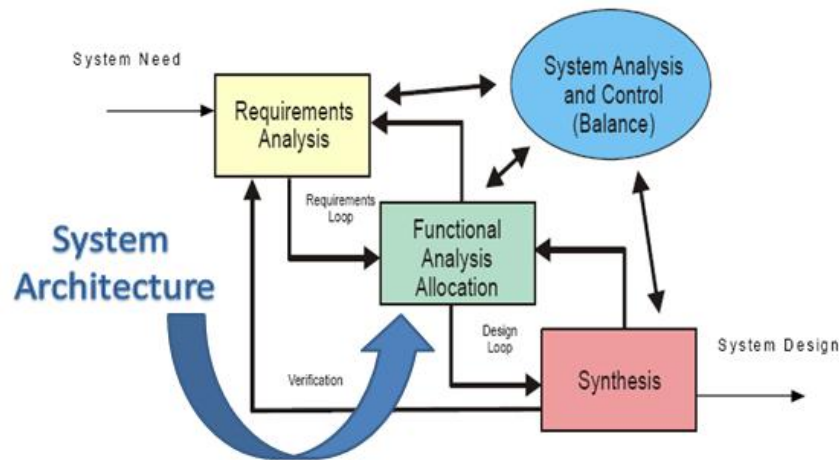 System Need
Requirements
Analysis
System Analysis
and Control
(Balance)
Requirements
Loop
System
Architecture
Functional
Analysis
Allocation
Design
Loop
System Design
Verification
Synthesis